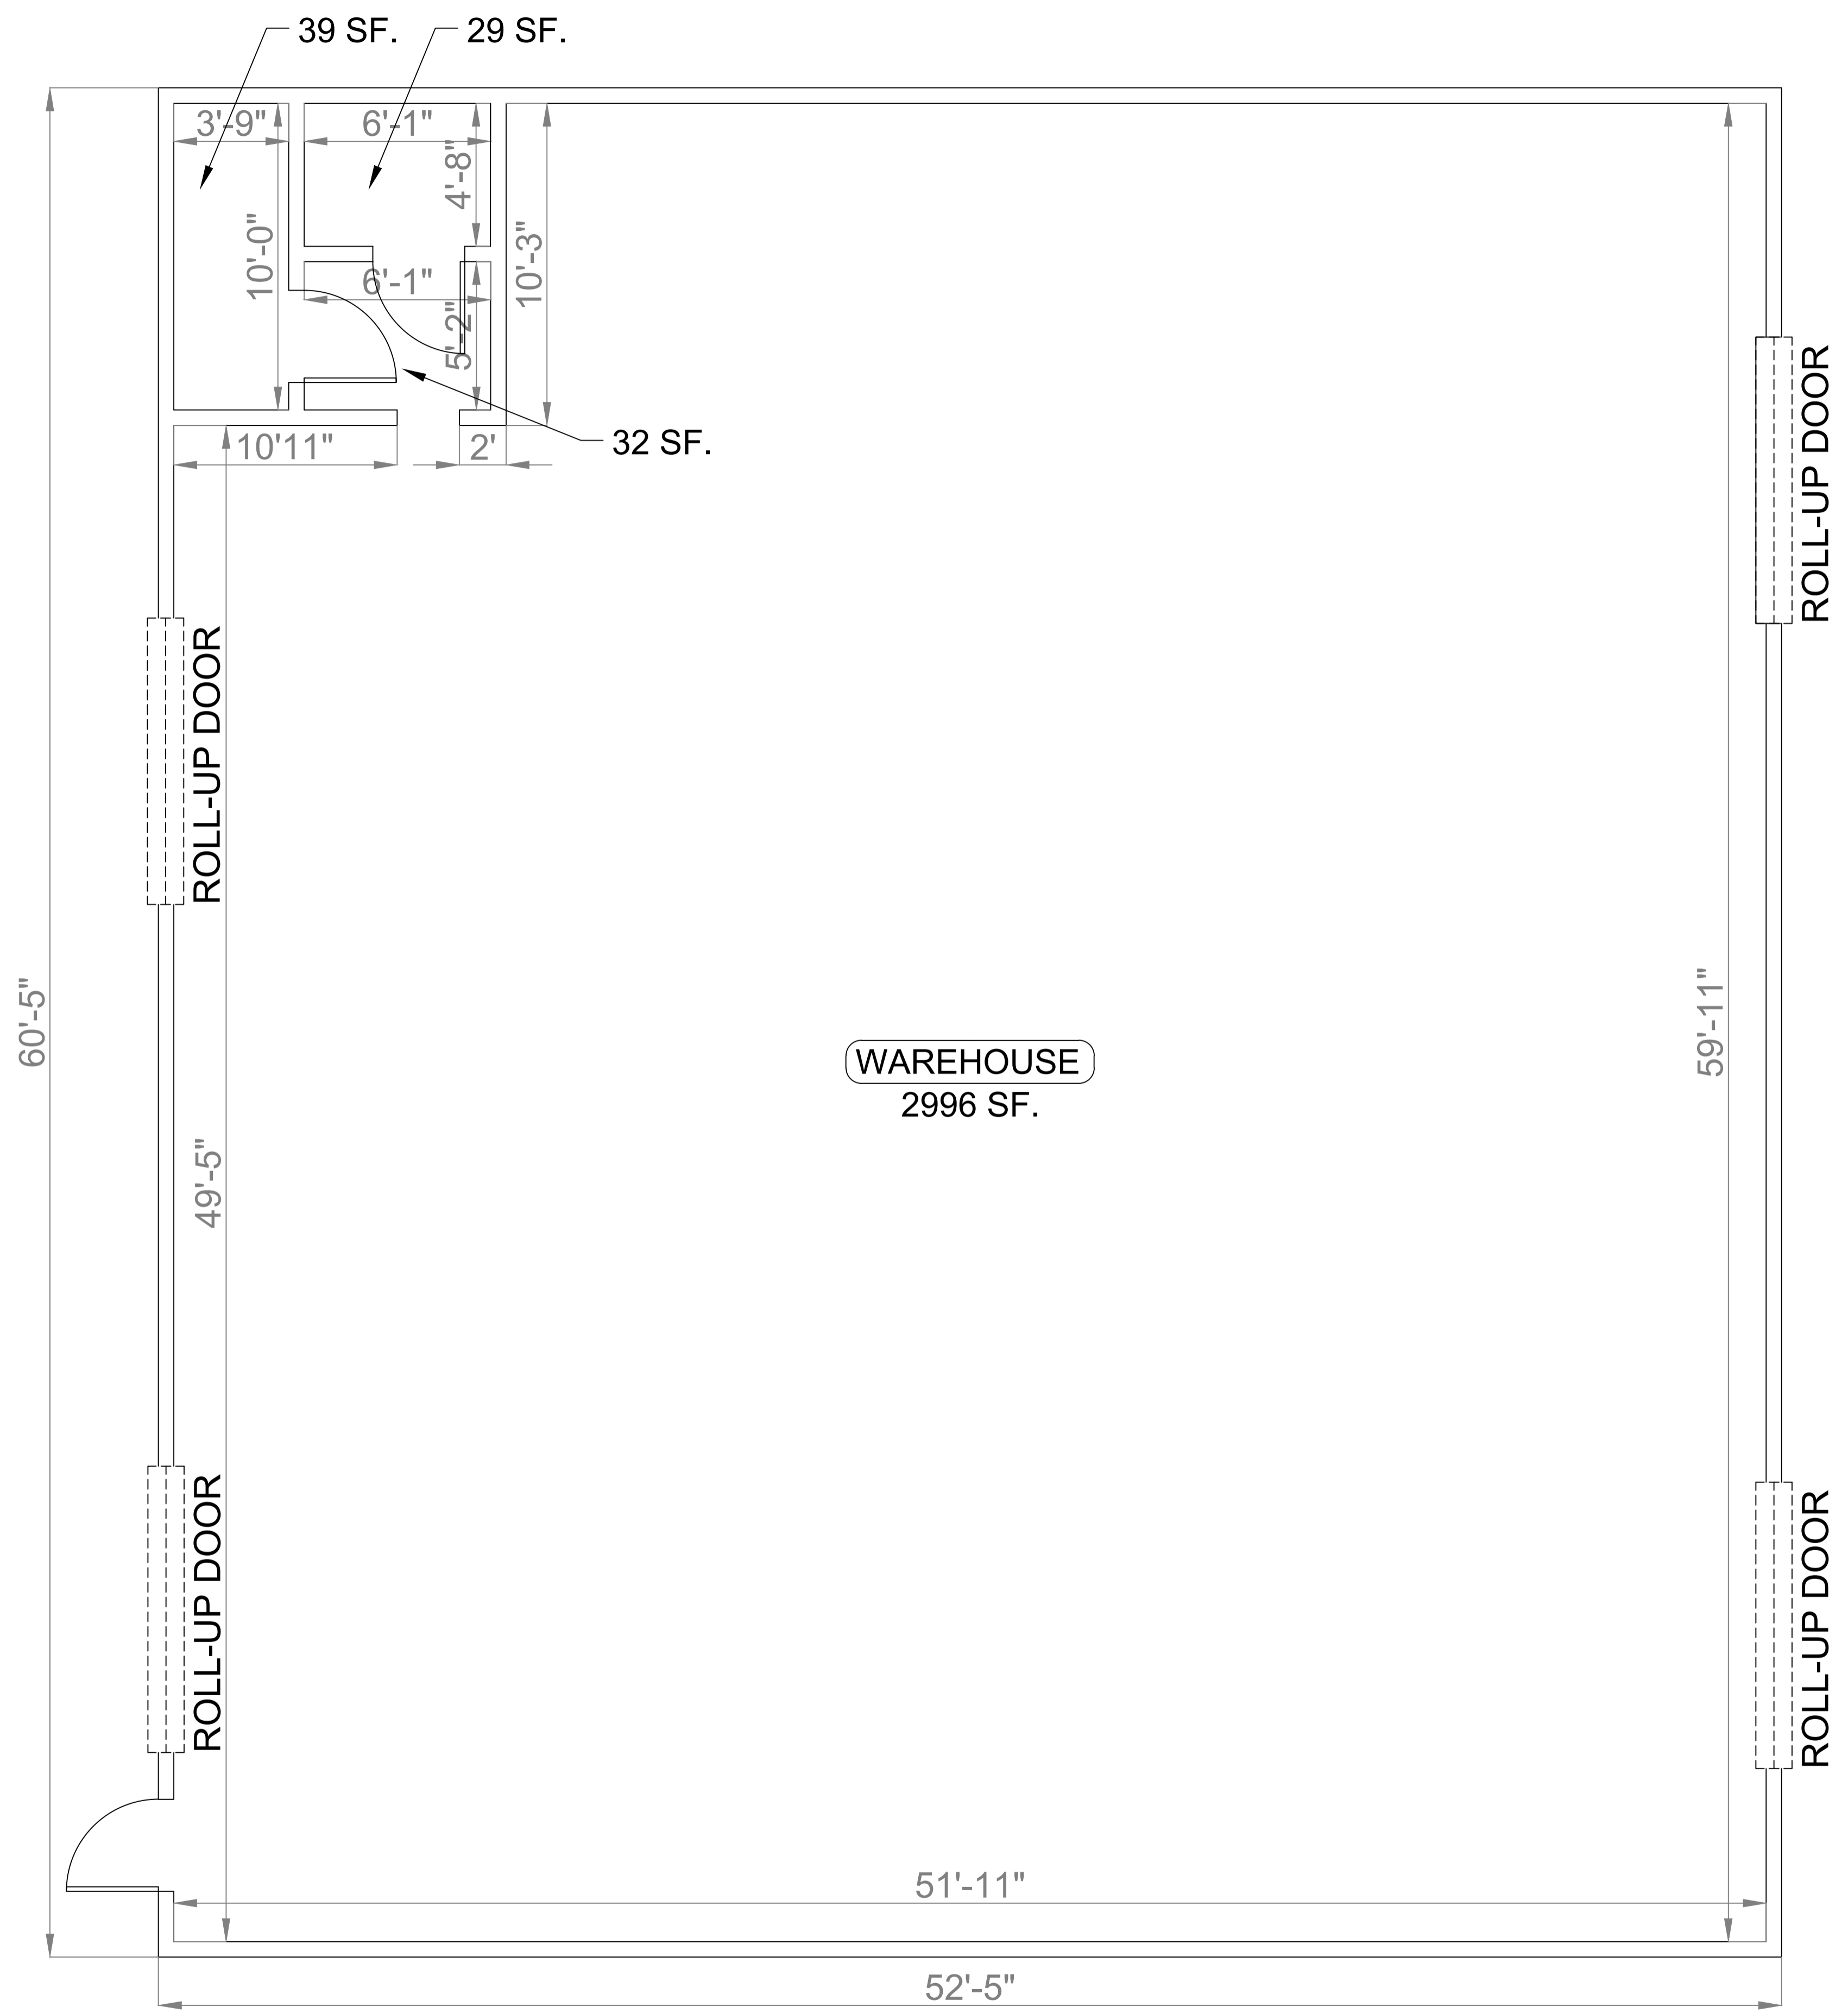 39 SF.
29 SF.
3'-9"
6'-1"
4'-8"
10'-0"
10'-3"
6'-1"
5'-2"
10'11"
2'
32 SF.
ROLL-UP DOOR
ROLL-UP DOOR
60'-5"
59'-11"
WAREHOUSE
2996 SF.
49'-5"
ROLL-UP DOOR
ROLL-UP DOOR
51'-11"
52'-5"